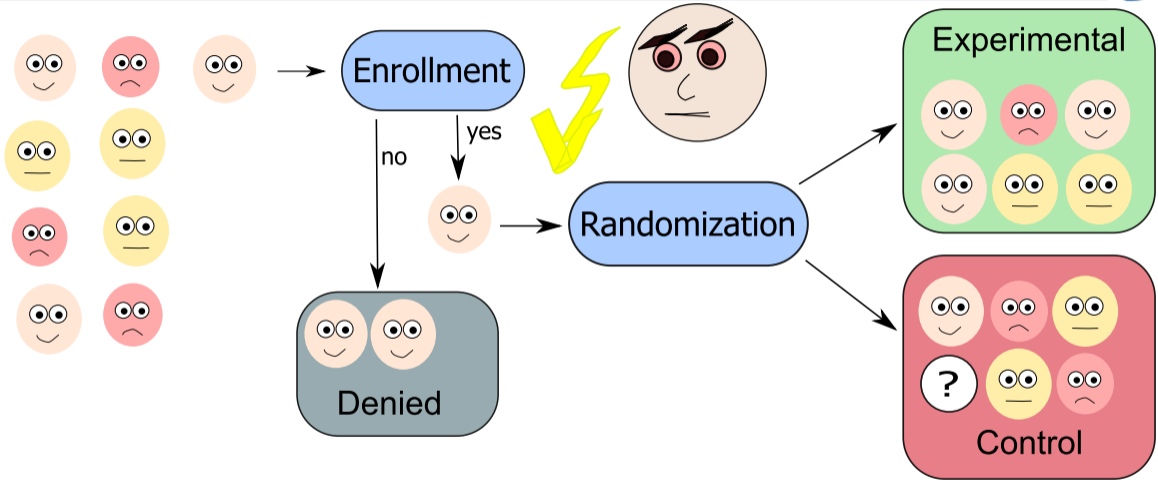 Enrollment
Experimental
yes
no
Randomization
?
Denied
Control